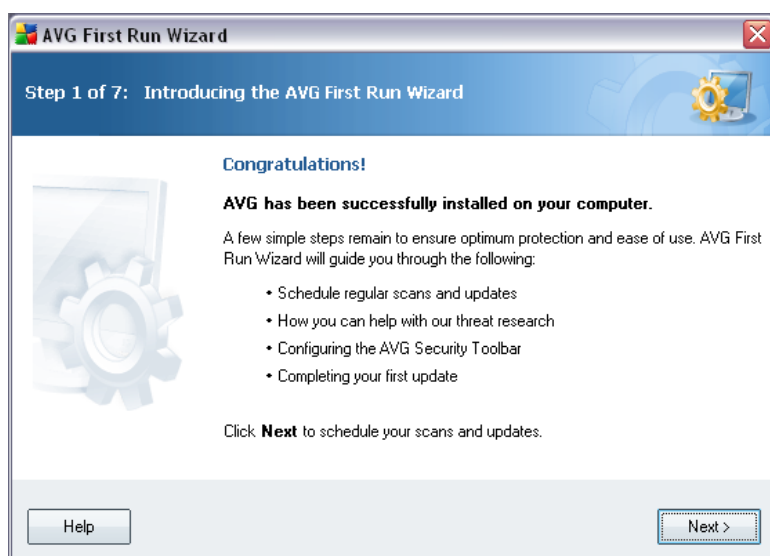 AVG First Run Wizard
Step 1 of 7: Introducing the AVG First Run Wizard
Congratulations!
AVG has been successfully installed on your computer.
A few simple steps remain to ensure optimum protection and ease of use. AVG First
Run Wizard will guide you through the following:
• Schedule regular scans and updates
• How you can help with our threat research
• Configuring the AVG Security Toolbar
• Completing your first update
Click Next to schedule your scans and updates.
Help
Next >